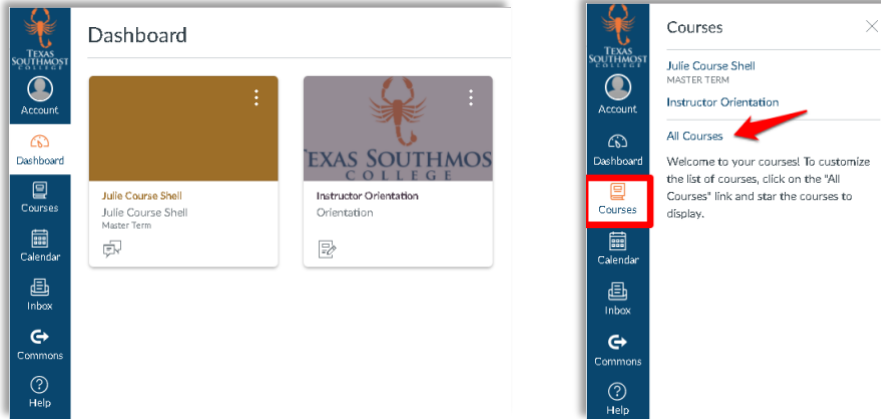 TEXAS
SOUTHMOST
COLLEGE
Account
Dashboard
Courses
Calendar
Inbox
Commons
Help
Dashboard
EXAS SOUTHMOS
COLLEGE
Julie Course Shell
Julie Course Shell
Master Term
Instructor Orientation
Orientation
TEXAS
SOUTHMOST
COLLEGE
Account
Dashboard
Courses
Calendar
Inbox
Commons
Help
Courses
Julie Course Shell
MASTER TERM
Instructor Orientation
All Courses
Welcome to your courses! To customize
the list of courses, click on the "All
Courses" link and star the courses to
display.